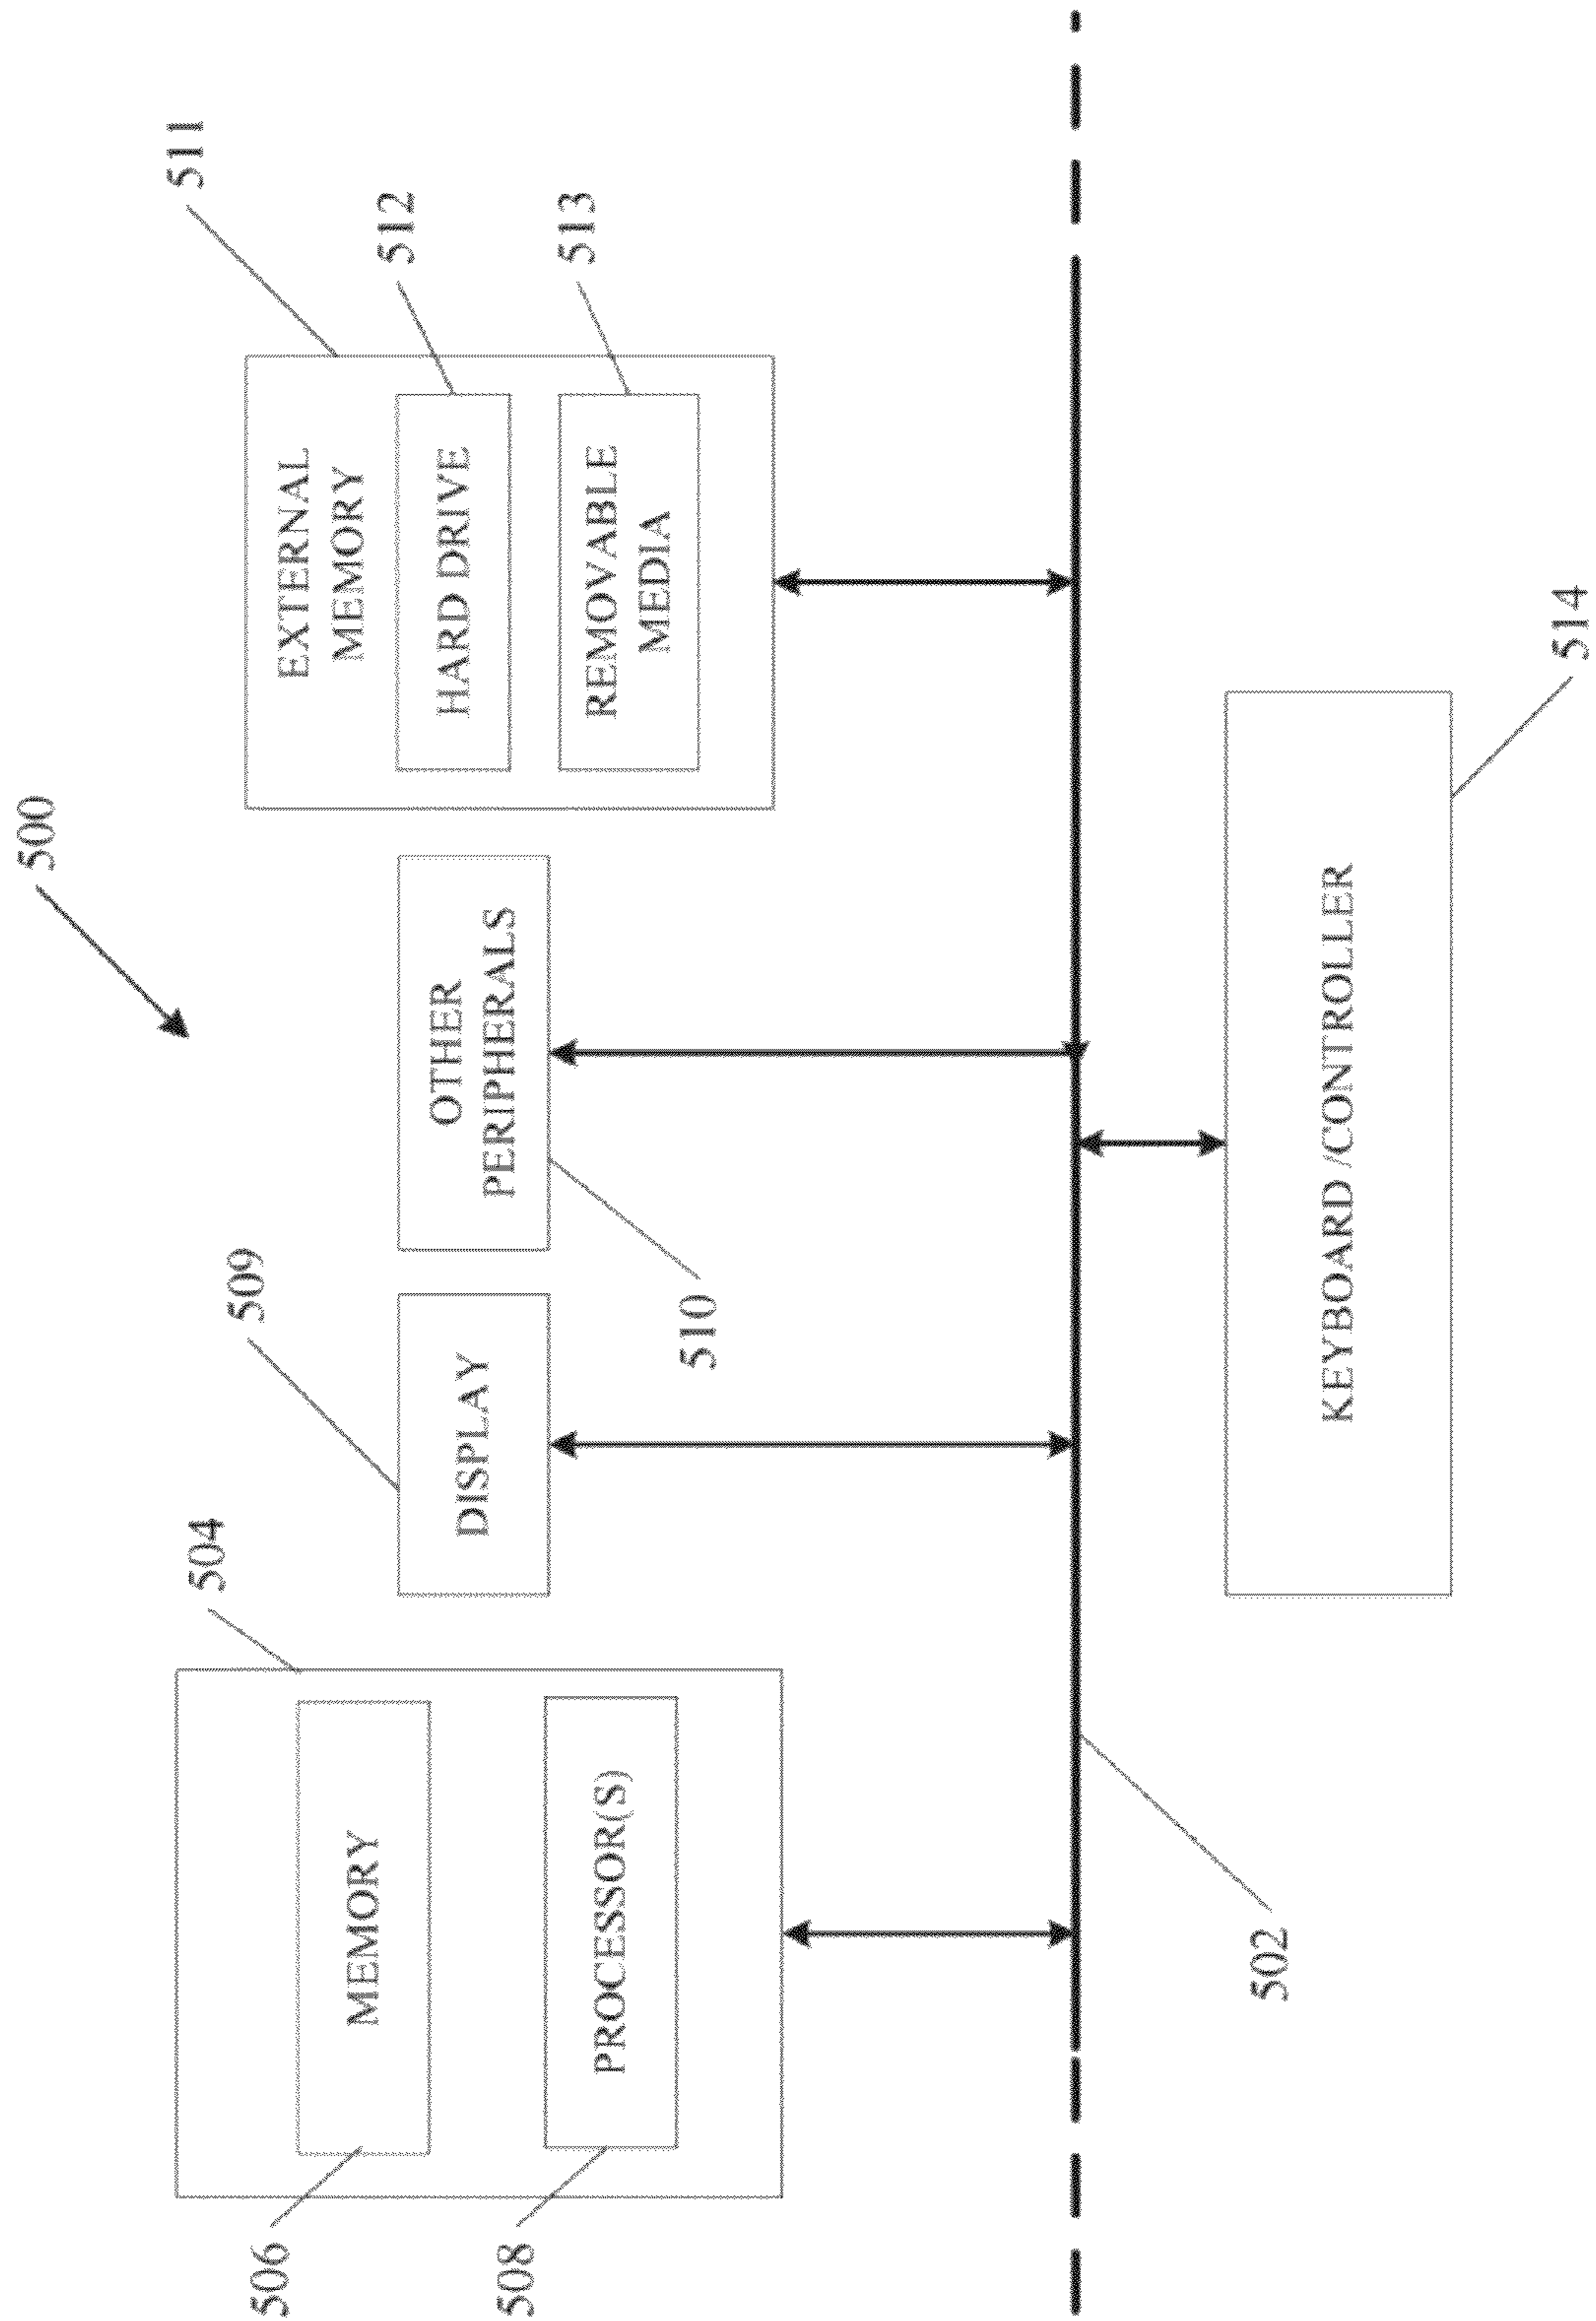 500
504
506
MEMORY
508
PROCESSOR(S)
509
DISPLAY
510
OTHER
PERIPHERALS
511
EXTERNAL
MEMORY
512
HARD DRIVE
513
REMOVABLE
MEDIA
502
KEYBOARD /CONTROLLER
514